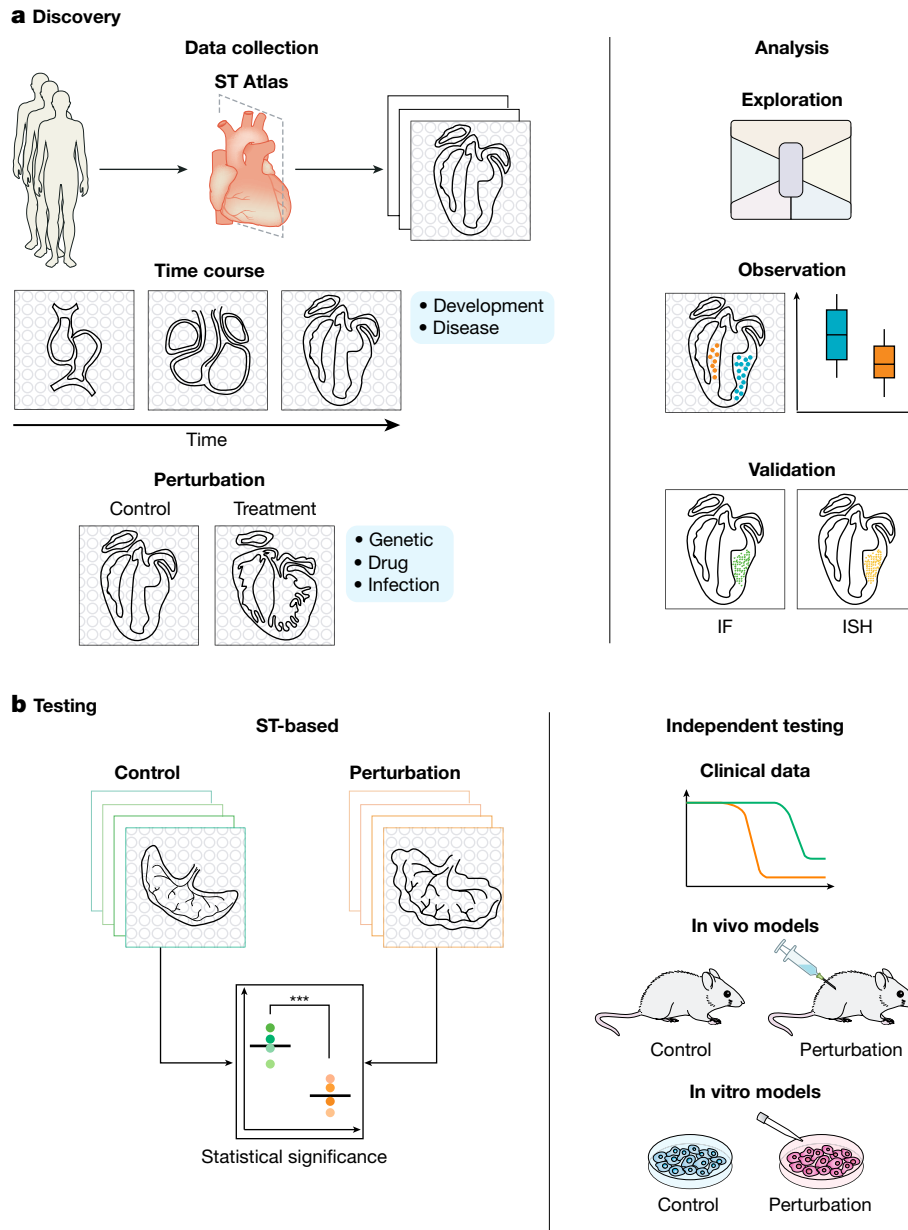 a Discovery
Data collection
ST Atlas
Time course
• Development
• Disease
Time
Perturbation
Control
Treatment
• Genetic
• Drug
• Infection
Analysis
Exploration
Observation
Validation
IF
ISH
b Testing
ST-based
Control
Perturbation
***
Statistical significance
Independent testing
Clinical data
In vivo models
Control
Perturbation
In vitro models
Control
Perturbation